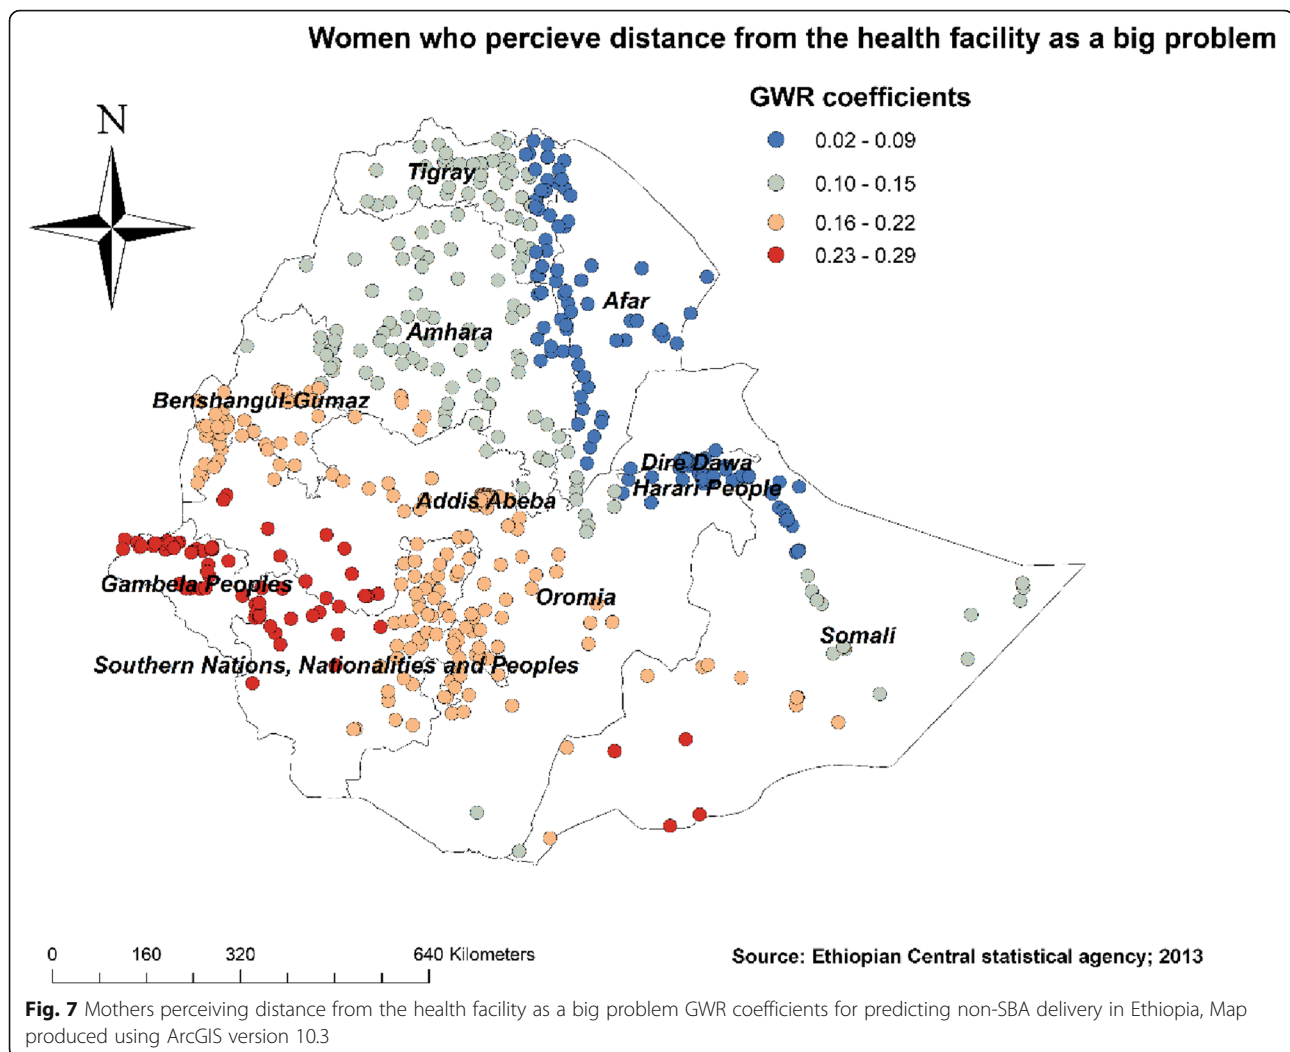 Women who percieve distance from the health facility as a big problem
N
GWR coefficients
0.02 - 0.09
0.10 - 0.15
0.16 - 0.22
0.23 - 0.29
Tigray
Afar
Amhara
Benshangul-Gumaz
Dire Dawa
Harari People
Addis Abeba
Gambela Peoples
Oromia
Somali
Southern Nations, Nationalities and Peoples
0 160 320 640 Kilometers
Source: Ethiopian Central statistical agency; 2013
Fig. 7 Mothers perceiving distance from the health facility as a big problem GWR coefficients for predicting non-SBA delivery in Ethiopia, Map
produced using ArcGIS version 10.3